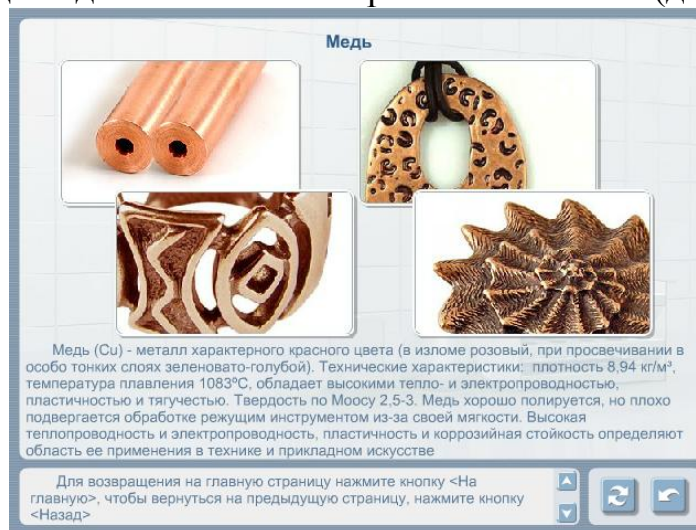 Медь
Медь (Cu) - металл характерного красного цвета (в изломе розовый, при просвечивании в
особо тонких слоях зеленовато-голубой). Технические характеристики: плотность 8,94 кг/м³,
температура плавления 1083ºС, обладает высокими тепло- и электропроводностью,
пластичностью и тягучестью. Твердость по Моосу 2,5-3. Медь хорошо полируется, но плохо
подвергается обработке режущим инструментом из-за своей мягкости. Высокая
теплопроводность и электропроводность, пластичность и коррозийная стойкость определяют
область ее применения в технике и прикладном искусстве
Для возвращения на главную страницу нажмите кнопку <На
главную>, чтобы вернуться на предыдущую страницу, нажмите кнопку
<Назад>